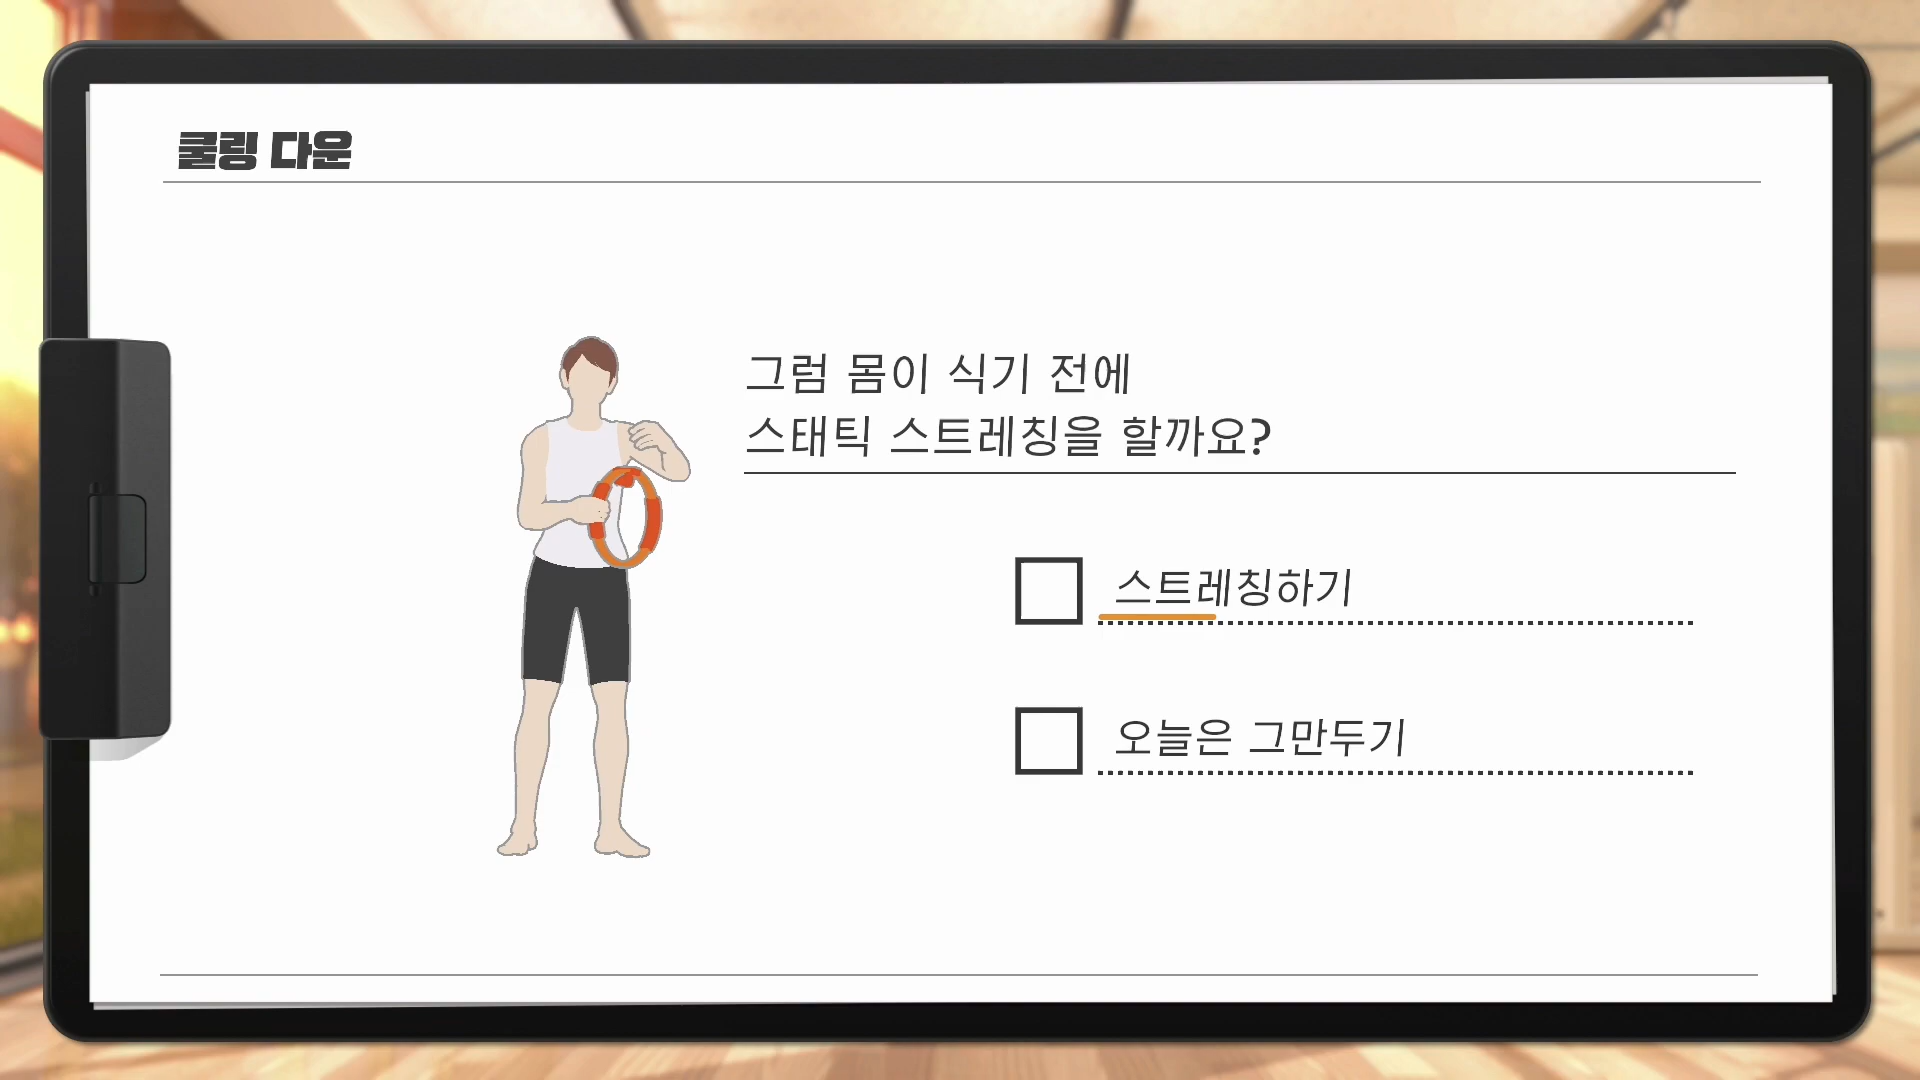 쿨링 다운
그럼 몸이 식기 전에
스태틱 스트레칭을 할까요?
스트레칭하기
오늘은 그만두기